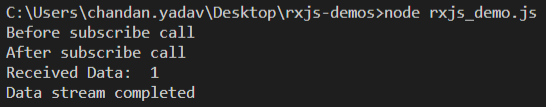 C:\Users\chandan.yadav\Desktop\rxjs-demos>node rxjs_demo.js
Before subscribe call
After subscribe call
Received Data:  1
Data stream completed